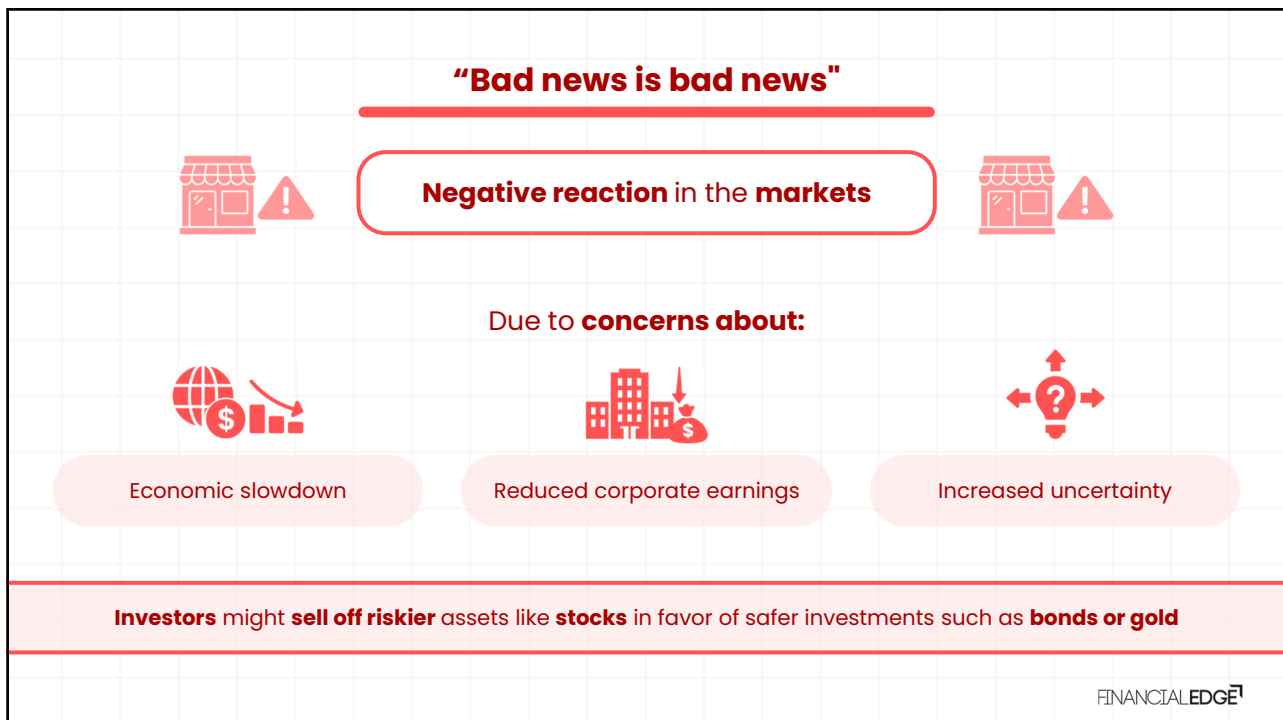 “Bad news is bad news"
Negative reaction in the markets
Due to concerns about:
$
$
?
Economic slowdown
Reduced corporate earnings
Increased uncertainty
Investors might sell off riskier assets like stocks in favor of safer investments such as bonds or gold
FINANCIALEDGE